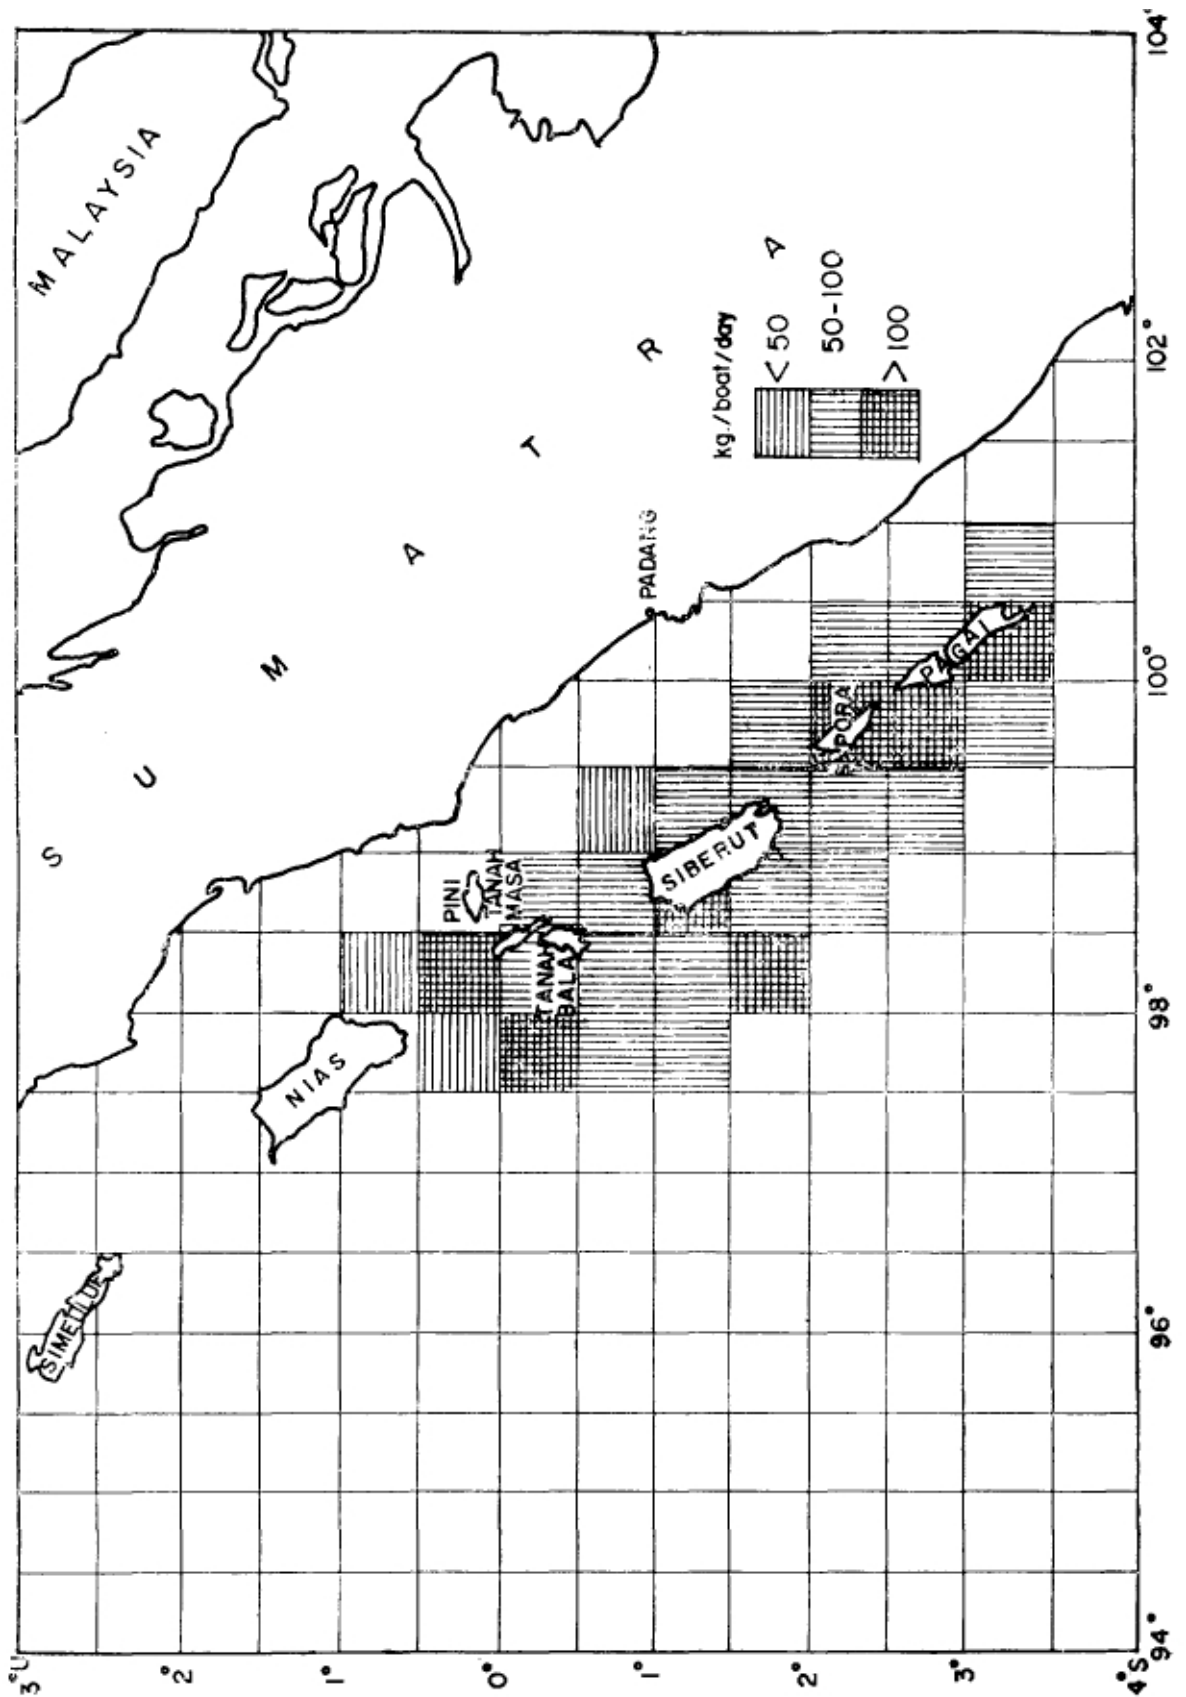 MALAYSIA
S U M A T R A
SIMEULUE
NIAS
PINI
TANAH
MASA
TANAH
BALA
SIBERUT
SIPORA
PAGAI
PADANG
kg./boat/day
<50
50-100
>100
3°U
2°
1°
0°
1°
2°
3°
4°S
94°
96°
98°
100°
102°
104°